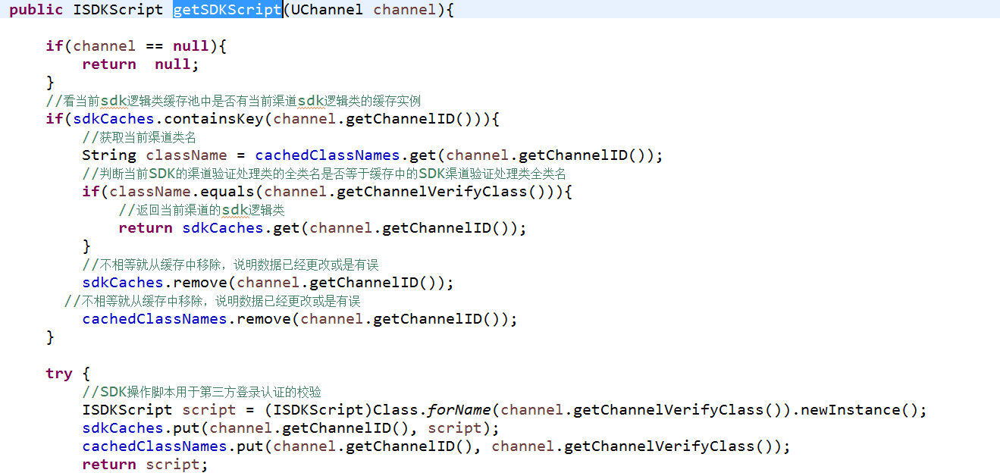 public ISDKScript getSDKScript(UChannel channel){
if(channel == null){
return  null;
}
//看当前sdk逻辑类缓存池中是否有当前渠道sdk逻辑类的缓存实例
if(sdkCaches.containsKey(channel.getChannelID())){
//获取当前渠道类名
String className = cachedClassNames.get(channel.getChannelID());
//判断当前SDK的渠道验证处理类的全类名是否等于缓存中的SDK渠道验证处理类全类名
if(className.equals(channel.getChannelVerifyClass())){
//返回当前渠道的sdk逻辑类
return sdkCaches.get(channel.getChannelID());
}
//不相等就从缓存中移除，说明数据已经更改或是有误
sdkCaches.remove(channel.getChannelID());
//不相等就从缓存中移除，说明数据已经更改或是有误
cachedClassNames.remove(channel.getChannelID());
}
try {
//SDK操作脚本用于第三方登录认证的校验
ISDKScript script = (ISDKScript)Class.forName(channel.getChannelVerifyClass()).newInstance();
sdkCaches.put(channel.getChannelID(), script);
cachedClassNames.put(channel.getChannelID(), channel.getChannelVerifyClass());
return script;